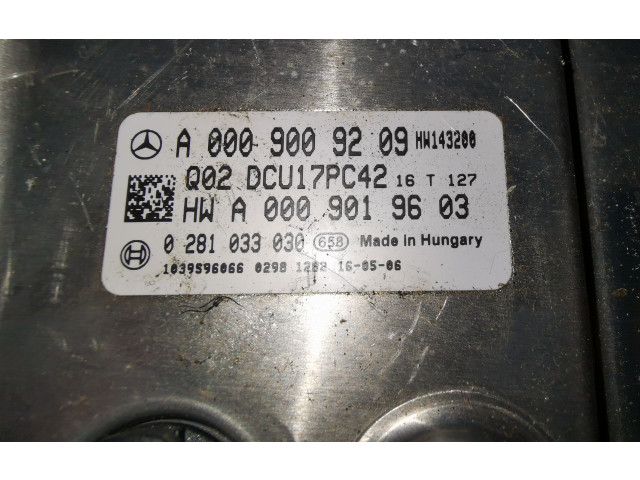 A 000 900 92 09 HW143200
Q02 DCU17PC42 16 T 127
HW A 000 901 96 03
0 281 033 030 658 Made in Hungary
1039S96066 0298 1282 16-05-06